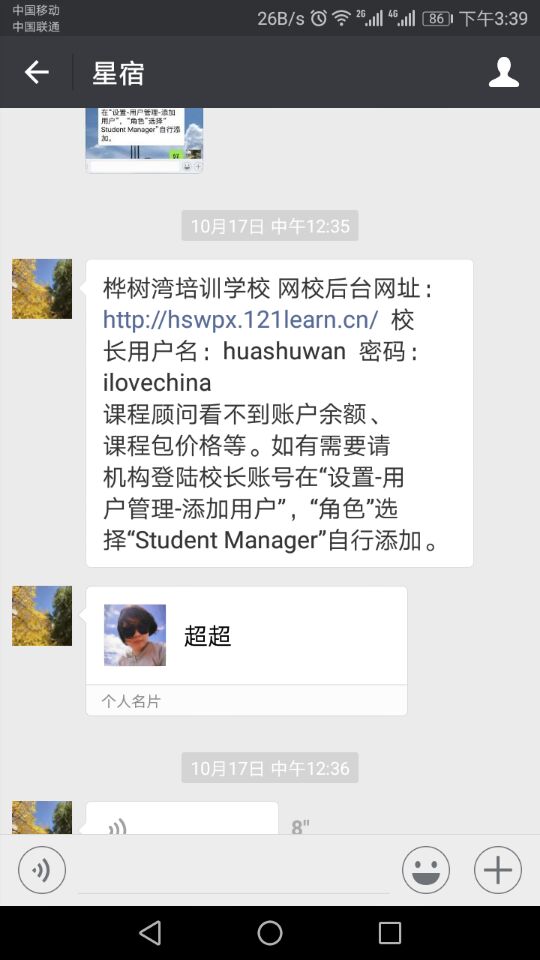 中国移动
中国联通
26B/s 2G 4G 86 下午3:39
星宿
在“设置-用户管理-添加
用户”，“角色”选择“
Student Manager”自行添
加。
10月17日 中午12:35
桦树湾培训学校 网校后台网址：
http://hswpx.121learn.cn/ 校
长用户名：huashuwan 密码：
ilovechina
课程顾问看不到账户余额、
课程包价格等。如有需要请
机构登陆校长账号在“设置-用
户管理-添加用户”，“角色”选
择“Student Manager”自行添加。
超超
个人名片
10月17日 中午12:36
8"